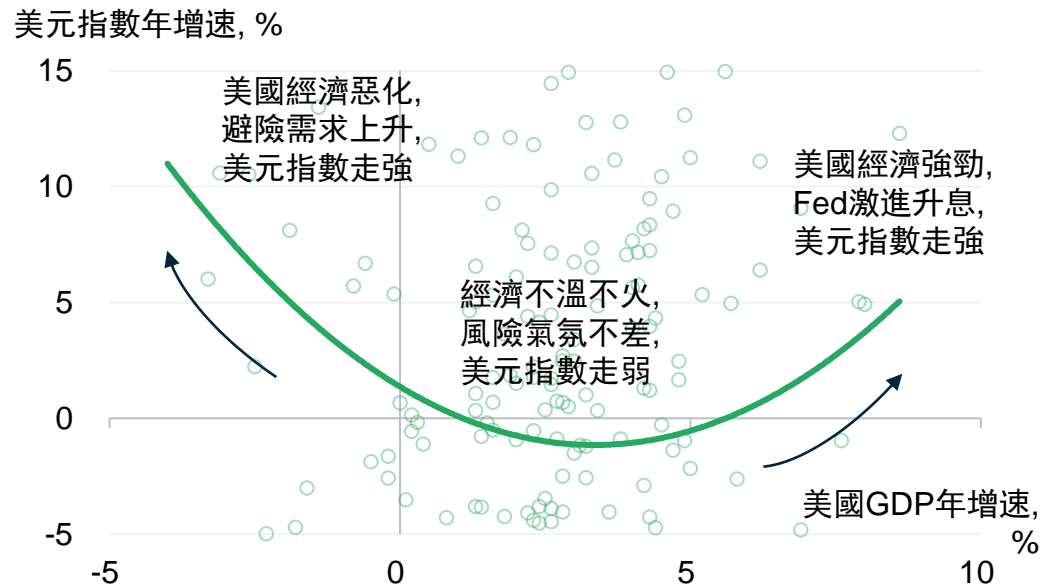 美元指數年增速, %
15
10
5
0
-5
美國經濟惡化,
避險需求上升,
美元指數走強
美國經濟強勁,
Fed激進升息,
美元指數走強
經濟不溫不火,
風險氣氛不差,
美元指數走弱
美國GDP年增速,
%
-5
0
5
10